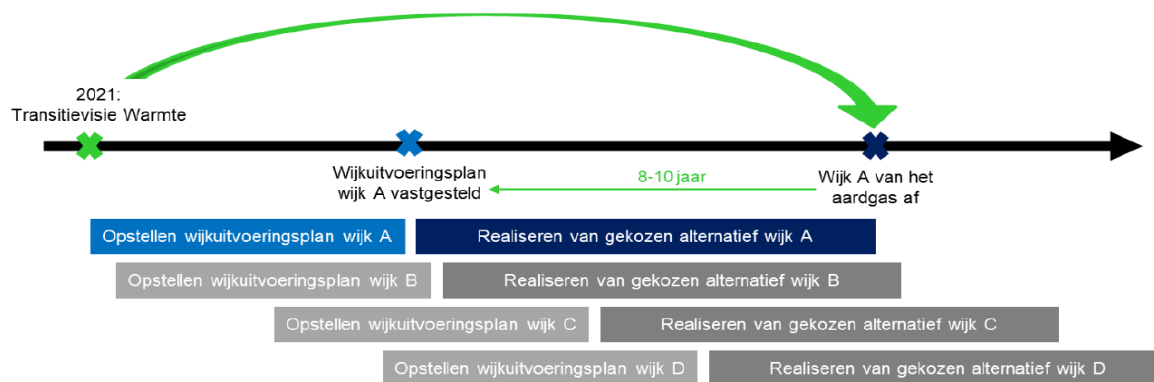 2021:
Transitievisie Warmte
Wijkuitvoeringsplan
wijk A vastgesteld
8-10 jaar
Wijk A van het
aardgas af
Opstellen wijkuitvoeringsplan wijk A
Realiseren van gekozen alternatief wijk A
Opstellen wijkuitvoeringsplan wijk B
Realiseren van gekozen alternatief wijk B
Opstellen wijkuitvoeringsplan wijk C
Realiseren van gekozen alternatief wijk C
Opstellen wijkuitvoeringsplan wijk D
Realiseren van gekozen alternatief wijk D